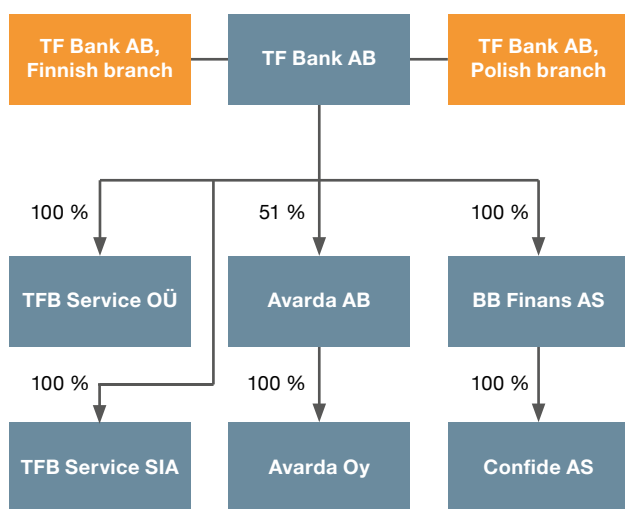 TF Bank AB,
Finnish branch
TF Bank AB
TF Bank AB,
Polish branch
100 %
51 %
100 %
TFB Service OÜ
Avarda AB
BB Finans AS
100 %
100 %
100 %
TFB Service SIA
Avarda Oy
Confide AS